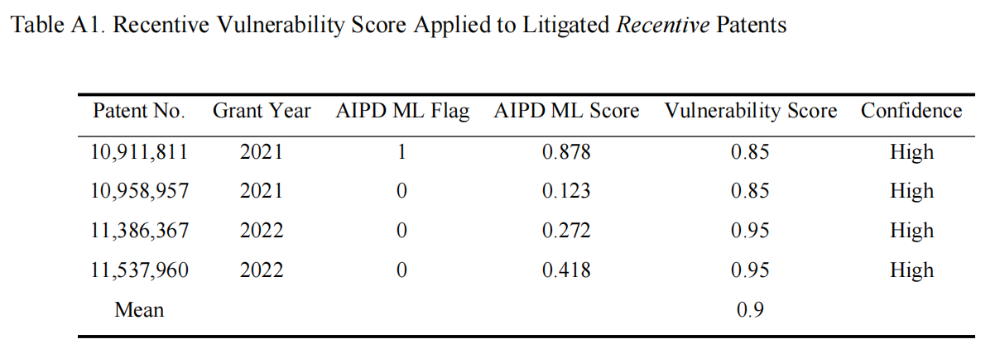 Table A1. Recentive Vulnerability Score Applied to Litigated Recentive Patents
Patent No. Grant Year AIPD ML Flag AIPD ML Score Vulnerability Score Confidence
10,911,811 2021 1 0.878 0.85 High
10,958,957 2021 0 0.123 0.85 High
11,386,367 2022 0 0.272 0.95 High
11,537,960 2022 0 0.418 0.95 High
Mean 0.9